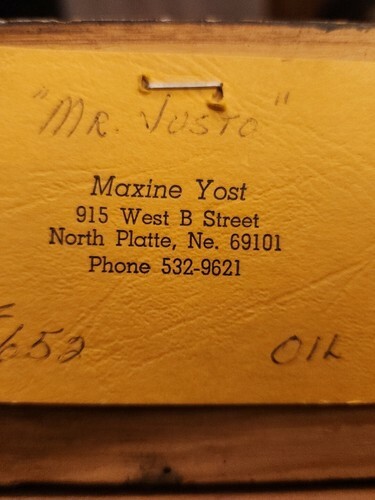 "MR. JUSTO"
Maxine Yost
915 West B Street
North Platte, Ne. 69101
Phone 532-9621
652 OIL